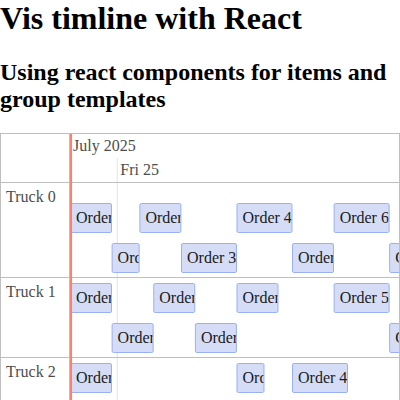 Vis timline with React
Using react components for items and
group templates
July 2025
Fri 25
Truck 0
Order
Order
Order 4
Order 6
Order 3
Order
Truck 1
Order
Order
Order
Order 5
Order
Order
Truck 2
Order
Order 4